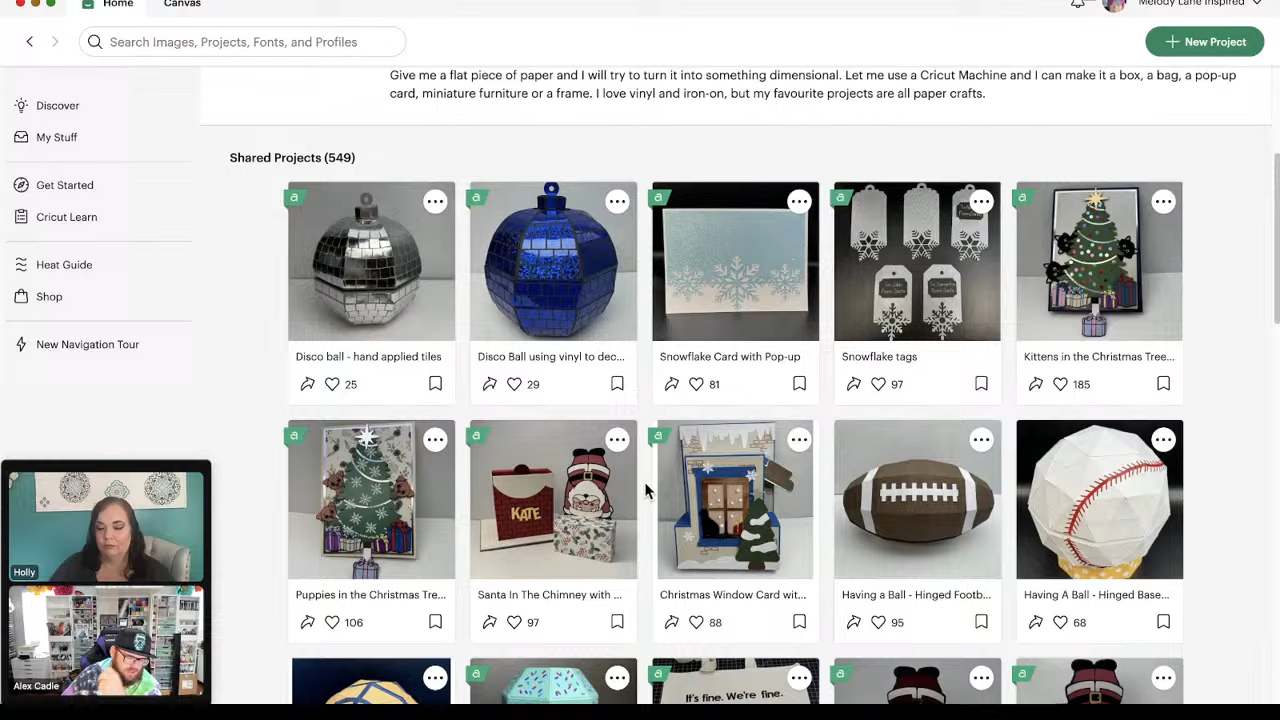 Home
Canvas
Melody Lane Inspired
Search Images, Projects, Fonts, and Profiles
New Project
Give me a flat piece of paper and I will try to turn it into something dimensional. Let me use a Cricut Machine and I can make it a box, a bag, a pop-up
card, miniature furniture or a frame. I love vinyl and iron-on, but my favourite projects are all paper crafts.
Discover
My Stuff
Get Started
Cricut Learn
Heat Guide
Shop
New Navigation Tour
Shared Projects (549)
a
a
a
a
a
Disco ball - hand applied tiles
Disco Ball using vinyl to dec...
Snowflake Card with Pop-up
Snowflake tags
Kittens in the Christmas Tree...
25
29
81
97
185
a
a
a
KATE
Puppies in the Christmas Tre...
Santa In The Chimney with ...
Christmas Window Card wit...
Having a Ball - Hinged Footb...
Having A Ball - Hinged Base...
106
97
88
95
68
a
a
a
a
It's fine. We're fine.
Holly
Alex Cadle